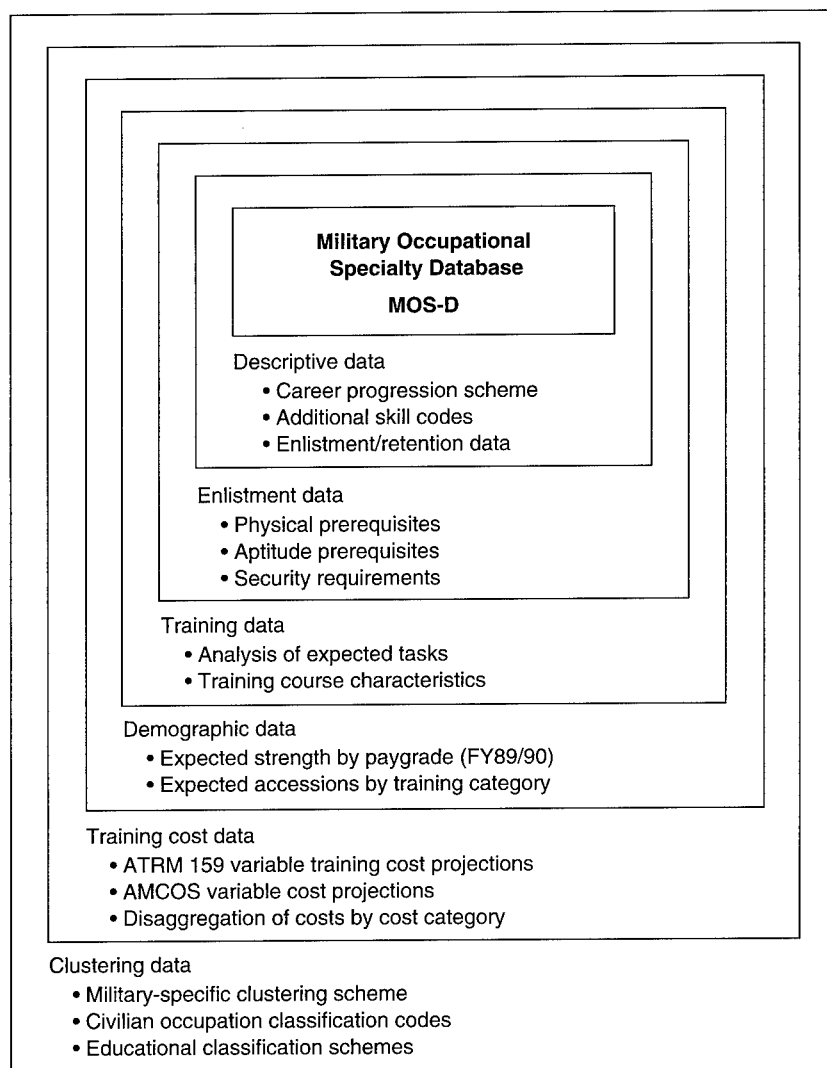 Military Occupational
Specialty Database
MOS-D
Descriptive data
• Career progression scheme
• Additional skill codes
• Enlistment/retention data
Enlistment data
• Physical prerequisites
• Aptitude prerequisites
• Security requirements
Training data
• Analysis of expected tasks
• Training course characteristics
Demographic data
• Expected strength by paygrade (FY89/90)
• Expected accessions by training category
Training cost data
• ATRM 159 variable training cost projections
• AMCOS variable cost projections
• Disaggregation of costs by cost category
Clustering data
• Military-specific clustering scheme
• Civilian occupation classification codes
• Educational classification schemes